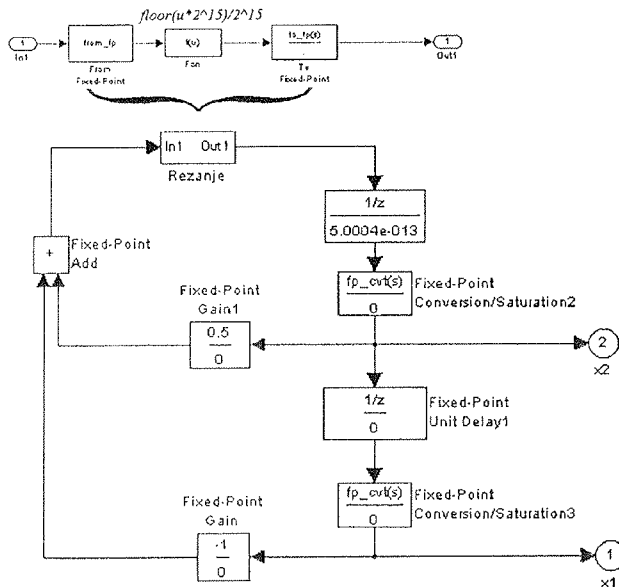 floor(u*2^15)/2^15
1
In1
from_fp
From
Fixed-Point
f(u)
Fcn
To
Fixed-Point
1
Out1
In1 Out1
Rezanje
1/z
5.0004e-013
+
Fixed-Point
Add
fp_cvt(s)
0
Fixed-Point
Conversion/Saturation2
Fixed-Point
Gain1
0.5
0
2
x2
1/z
0
Fixed-Point
Unit Delay1
fp_cvt(s)
0
Fixed-Point
Conversion/Saturation3
Fixed-Point
Gain
-1
0
1
x1